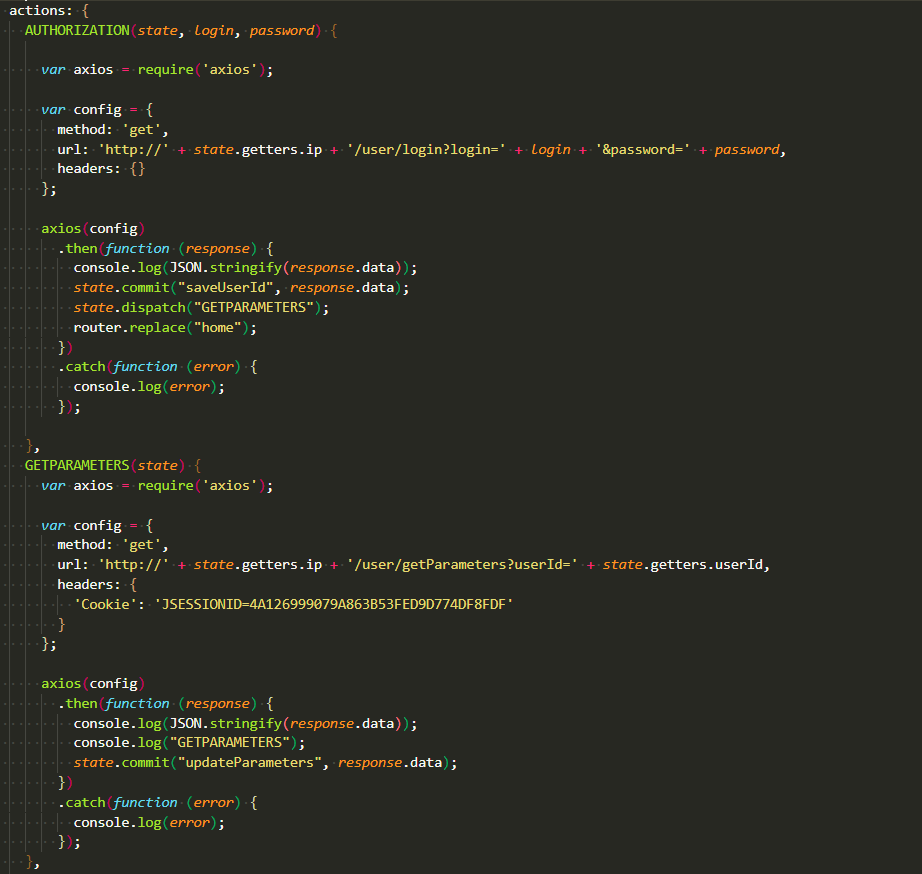 actions: {
AUTHORIZATION(state, login, password) {
var axios = require('axios');
var config = {
method: 'get',
url: 'http://' + state.getters.ip + '/user/login?login=' + login + '&password=' + password,
headers: {}
};
axios(config)
.then(function (response) {
console.log(JSON.stringify(response.data));
state.commit("saveUserId", response.data);
state.dispatch("GETPARAMETERS");
router.replace("home");
})
.catch(function (error) {
console.log(error);
});
},
GETPARAMETERS(state) {
var axios = require('axios');
var config = {
method: 'get',
url: 'http://' + state.getters.ip + '/user/getParameters?userId=' + state.getters.userId,
headers: {
'Cookie': 'JSESSIONID=4A126999079A863B53FED9D774DF8FDF'
}
};
axios(config)
.then(function (response) {
console.log(JSON.stringify(response.data));
console.log("GETPARAMETERS");
state.commit("updateParameters", response.data);
})
.catch(function (error) {
console.log(error);
});
},